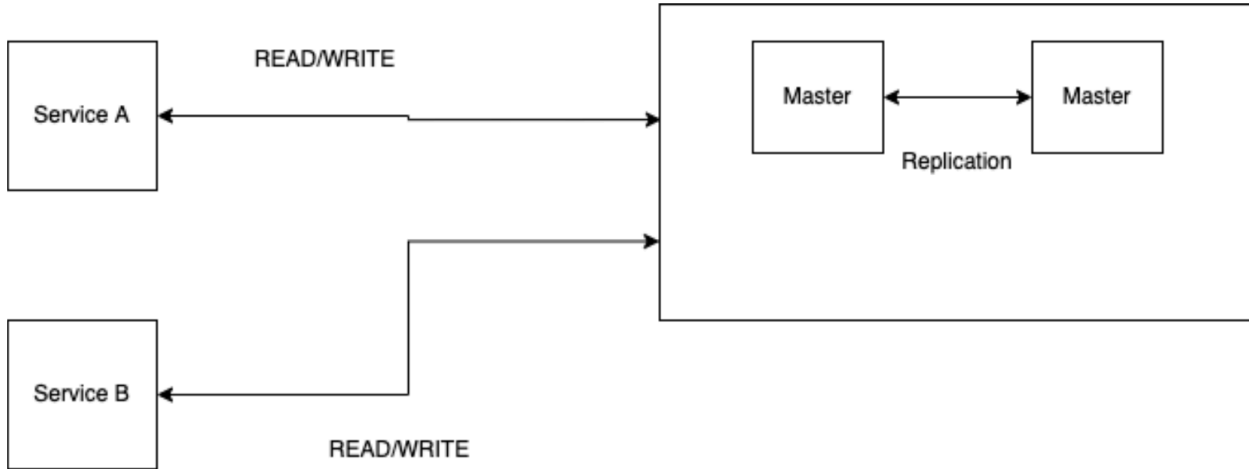 READ/WRITE
Service A
Master
Master
Replication
Service B
READ/WRITE